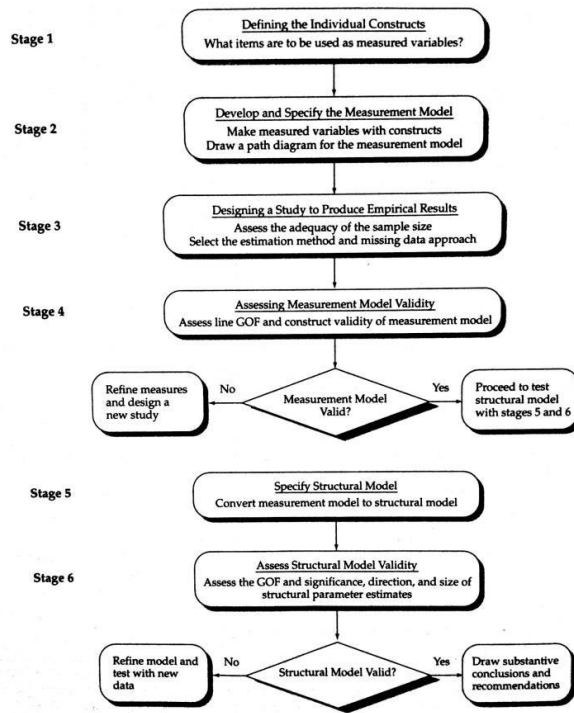 Stage 1
Defining the Individual Constructs
What items are to be used as measured variables?
Stage 2
Develop and Specify the Measurement Model
Make measured variables with constructs
Draw a path diagram for the measurement model
Stage 3
Designing a Study to Produce Empirical Results
Assess the adequacy of the sample size
Select the estimation method and missing data approach
Stage 4
Assessing Measurement Model Validity
Assess line GOF and construct validity of measurement model
Refine measures
and design a
new study
No
Measurement Model
Valid?
Yes
Proceed to test
structural model
with stages 5 and 6
Stage 5
Specify Structural Model
Convert measurement model to structural model
Stage 6
Assess Structural Model Validity
Assess the GOF and significance, direction, and size of
structural parameter estimates
Refine model and
test with new
data
No
Structural Model Valid?
Yes
Draw substantive
conclusions and
recommendations